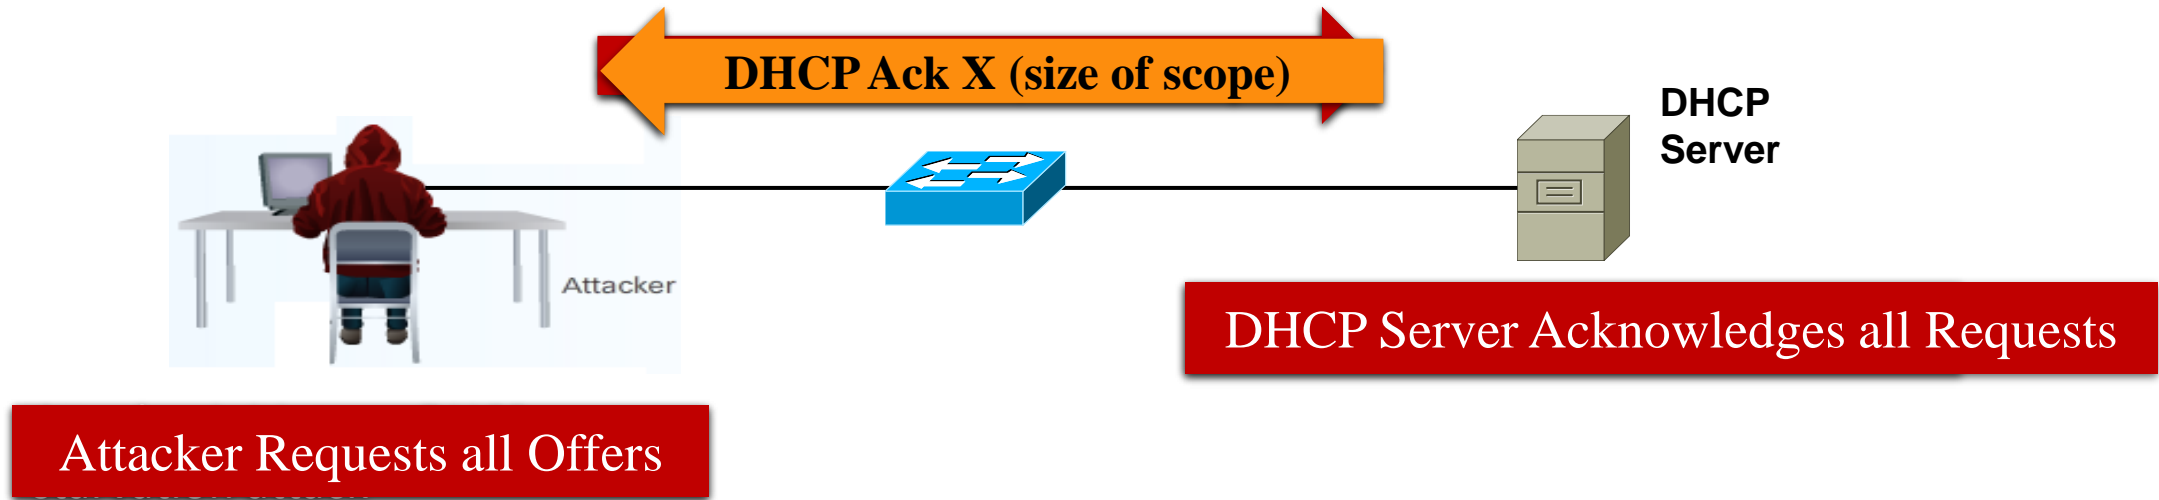 DHCP Ack X (size of scope)
DHCP
Server
Attacker
DHCP Server Acknowledges all Requests
Attacker Requests all Offers